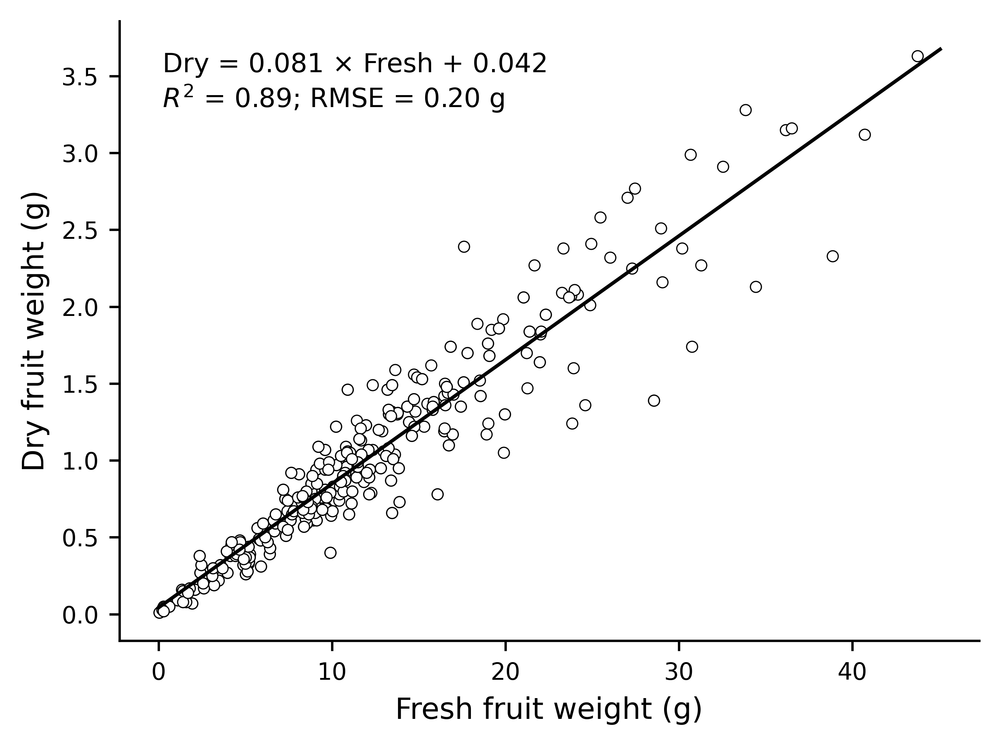 Dry = 0.081 × Fresh + 0.042
R² = 0.89; RMSE = 0.20 g
Dry fruit weight (g)
3.5
3.0
2.5
2.0
1.5
1.0
0.5
0.0
0 10 20 30 40
Fresh fruit weight (g)